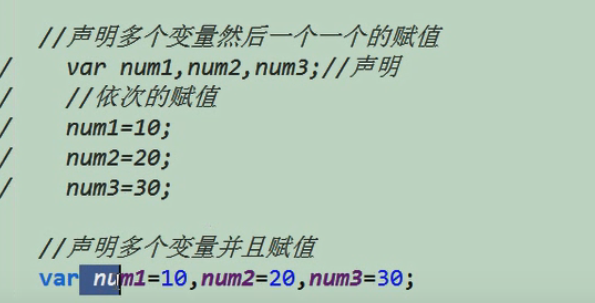 //声明多个变量然后一个一个的赋值
/ var num1,num2,num3;//声明
/ //依次的赋值
/ num1=10;
/ num2=20;
/ num3=30;
//声明多个变量并且赋值
var num1=10,num2=20,num3=30;